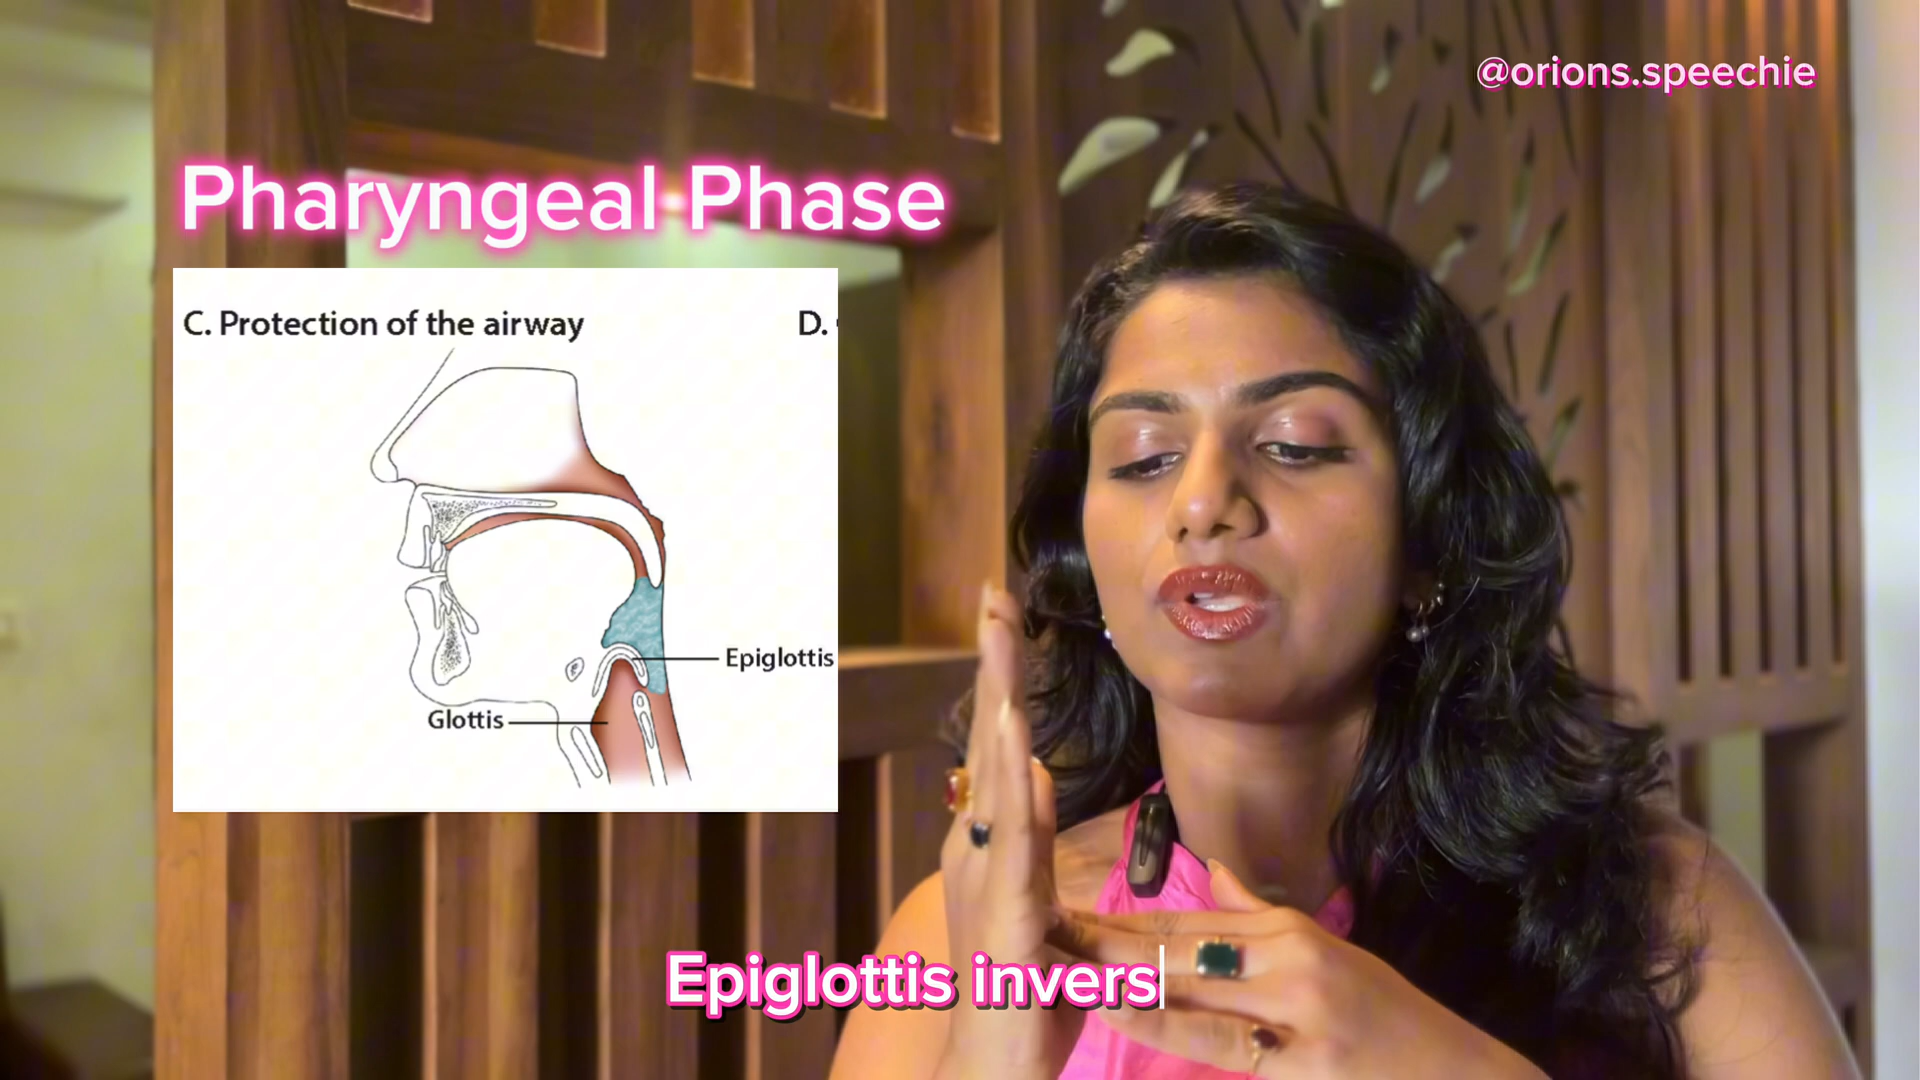 @orions.speechie
Pharyngeal Phase
C. Protection of the airway
D.
Epiglottis
Glottis
Epiglottis invers